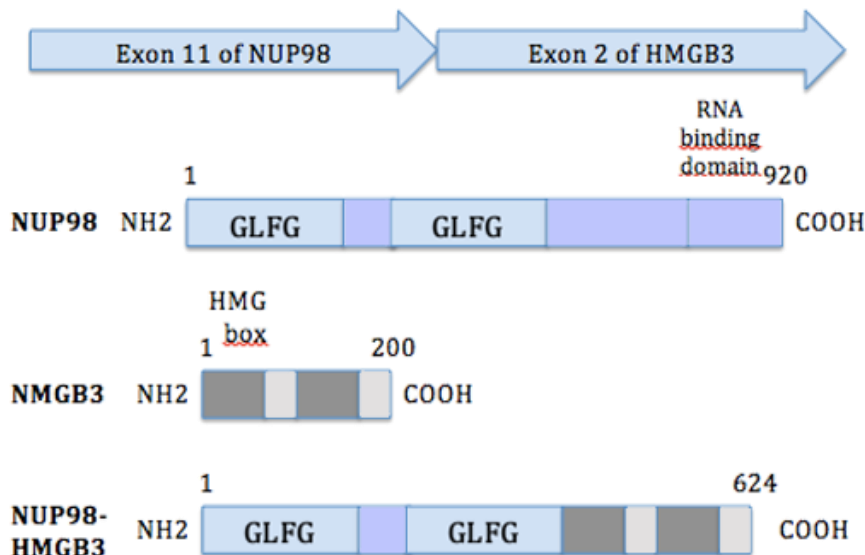 Exon 11 of NUP98 Exon 2 of HMGB3
RNA
binding
domain
1 920
NUP98 NH2 GLFG GLFG COOH
HMG
box
1 200
NMGB3 NH2 COOH
1 624
NUP98-
HMGB3 NH2 GLFG GLFG COOH